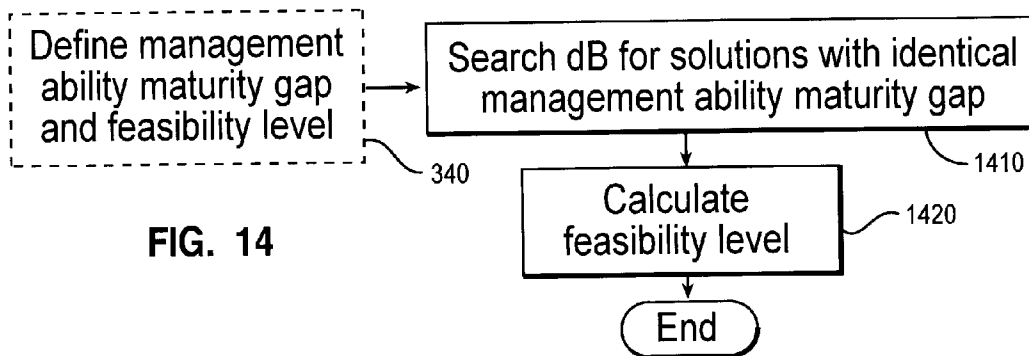 Define management
ability maturity gap
and feasibility level
340
Search dB for solutions with identical
management ability maturity gap
1410
Calculate
feasibility level
1420
End
FIG. 14